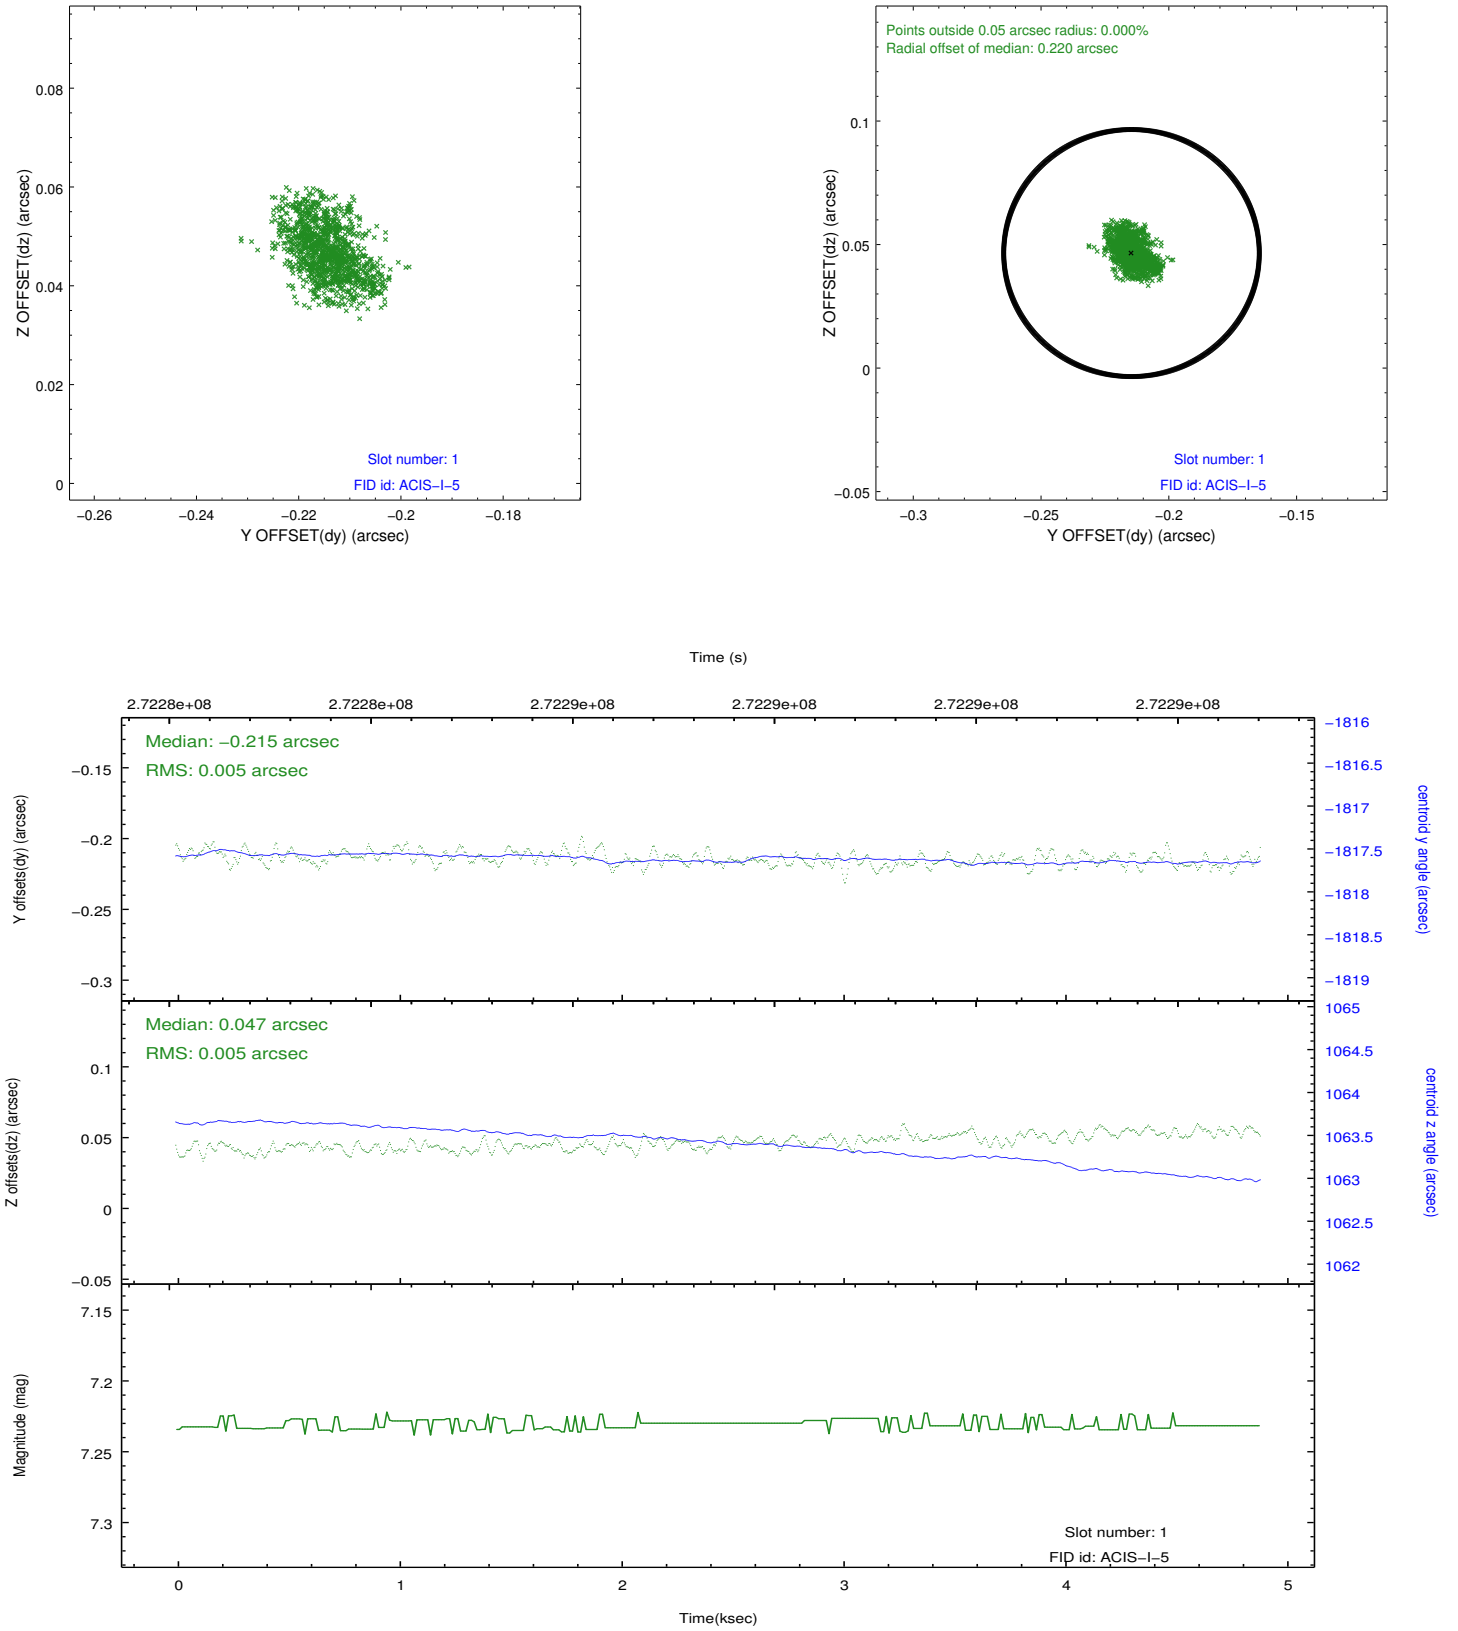 0.08
0.06
0.04
0.02
0
Z OFFSET(dz) (arcsec)
Slot number: 1
FID id: ACIS−I−5
−0.26 −0.24 −0.22 −0.2 −0.18
Y OFFSET(dy) (arcsec)
Points outside 0.05 arcsec radius: 0.000%
Radial offset of median: 0.220 arcsec
0.1
0.05
0
−0.05
Z OFFSET(dz) (arcsec)
Slot number: 1
FID id: ACIS−I−5
−0.3 −0.25 −0.2 −0.15
Y OFFSET(dy) (arcsec)
Time (s)
2.7228e+08 2.7228e+08 2.7229e+08 2.7229e+08 2.7229e+08 2.7229e+08
Median: −0.215 arcsec
RMS: 0.005 arcsec
−0.15
−0.2
−0.25
−0.3
Y offsets(dy) (arcsec)
−1816
−1816.5
−1817
−1817.5
−1818
−1818.5
−1819
centroid y angle (arcsec)
Median: 0.047 arcsec
RMS: 0.005 arcsec
0.1
0.05
0
−0.05
Z offsets(dz) (arcsec)
1065
1064.5
1064
1063.5
1063
1062.5
1062
centroid z angle (arcsec)
7.15
7.2
7.25
7.3
Magnitude (mag)
Slot number: 1
FID id: ACIS−I−5
0 1 2 3 4 5
Time(ksec)